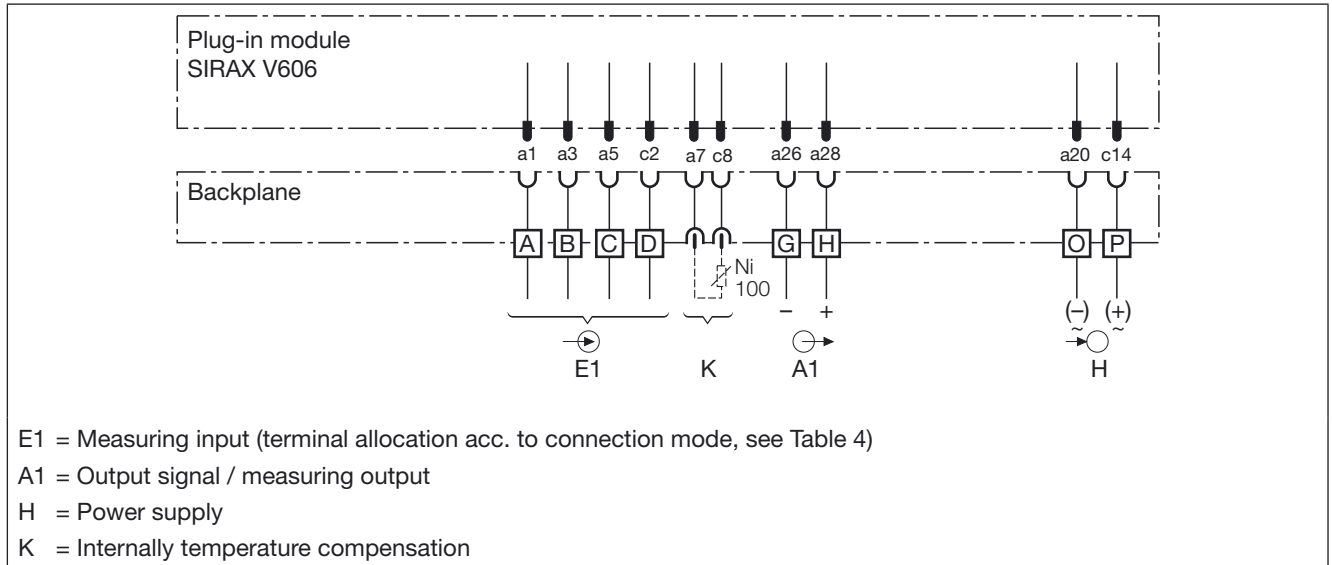 Plug-in module
SIRAX V606
a1 a3 a5 c2 a7 c8 a26 a28 a20 c14
Backplane
A B C D G H O P
Ni
100
– + (–) (+)
~ ~
E1 K A1 H
E1 = Measuring input (terminal allocation acc. to connection mode, see Table 4)
A1 = Output signal / measuring output
H = Power supply
K = Internally temperature compensation